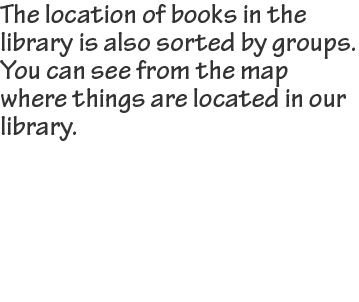 The location of books in the
library is also sorted by groups.
You can see from the map
where things are located in our
library.